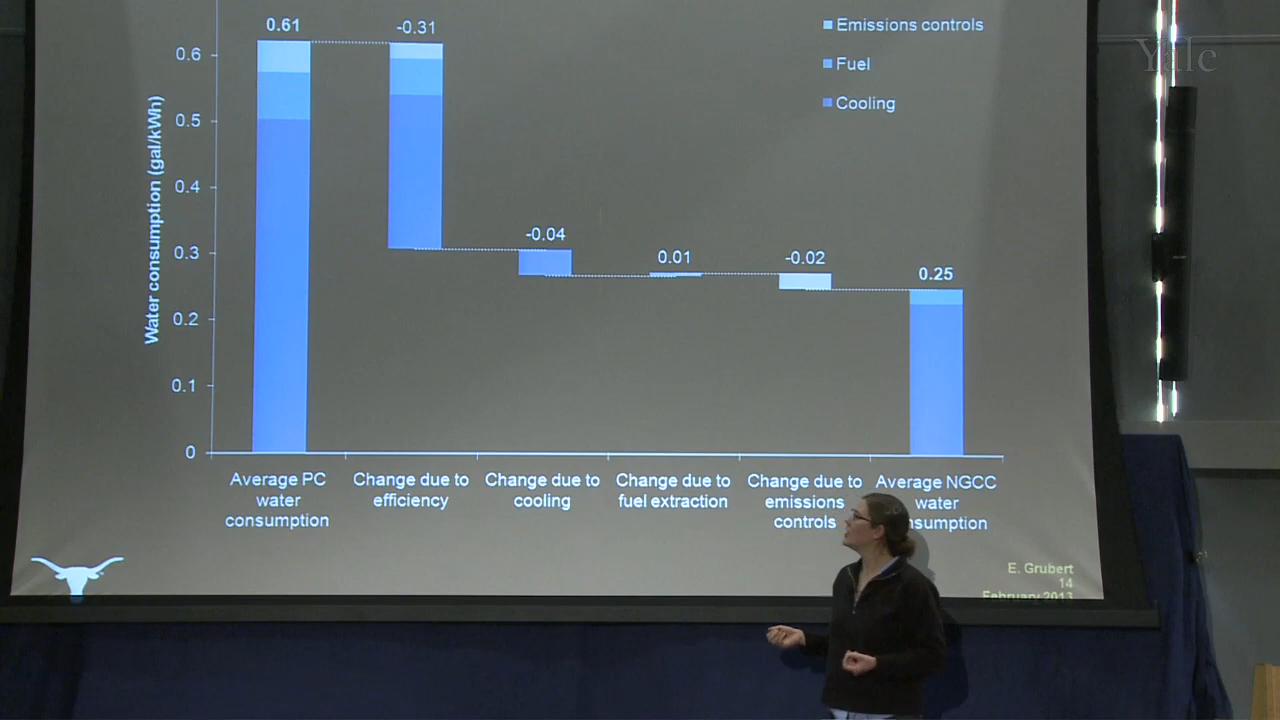 Yale
0.61
-0.31
Emissions controls
Fuel
Cooling
Water consumption (gal/kWh)
0.6
0.5
0.4
0.3
0.2
0.1
0
-0.04
0.01
-0.02
0.25
Average PC
water
consumption
Change due to
efficiency
Change due to
cooling
Change due to
fuel extraction
Change due to
emissions
controls
Average NGCC
water
nsumption
E. Grubert
14
February 2013